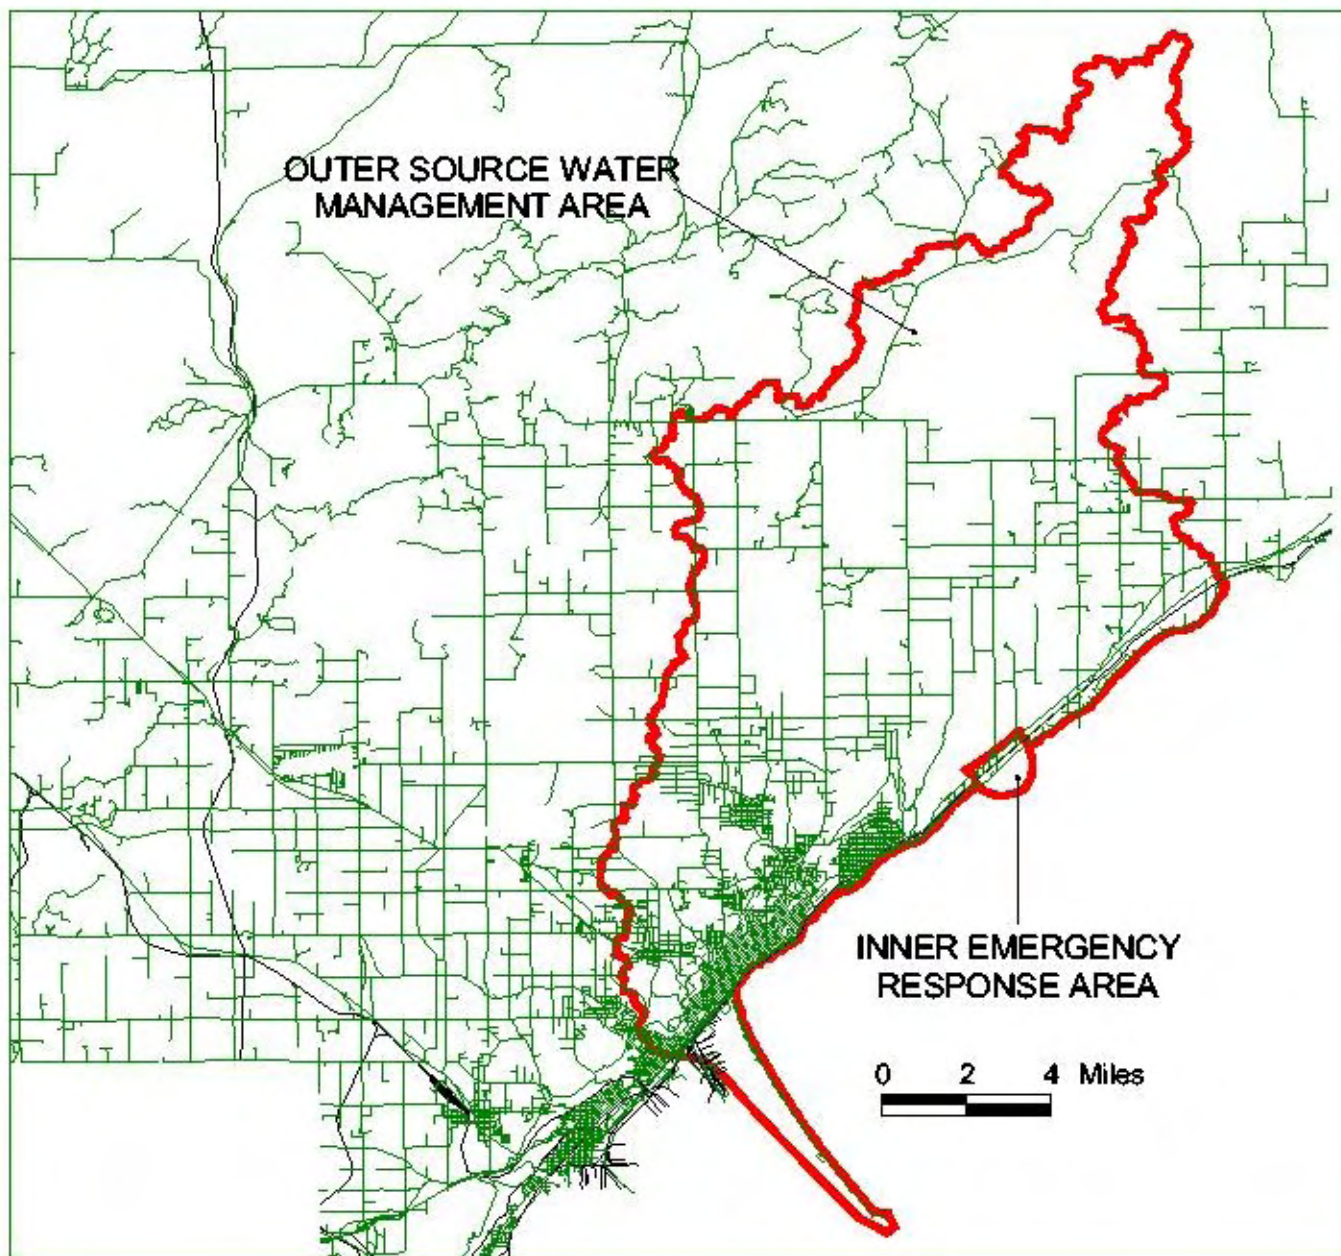 OUTER SOURCE WATER
MANAGEMENT AREA
INNER EMERGENCY
RESPONSE AREA
0 2 4 Miles